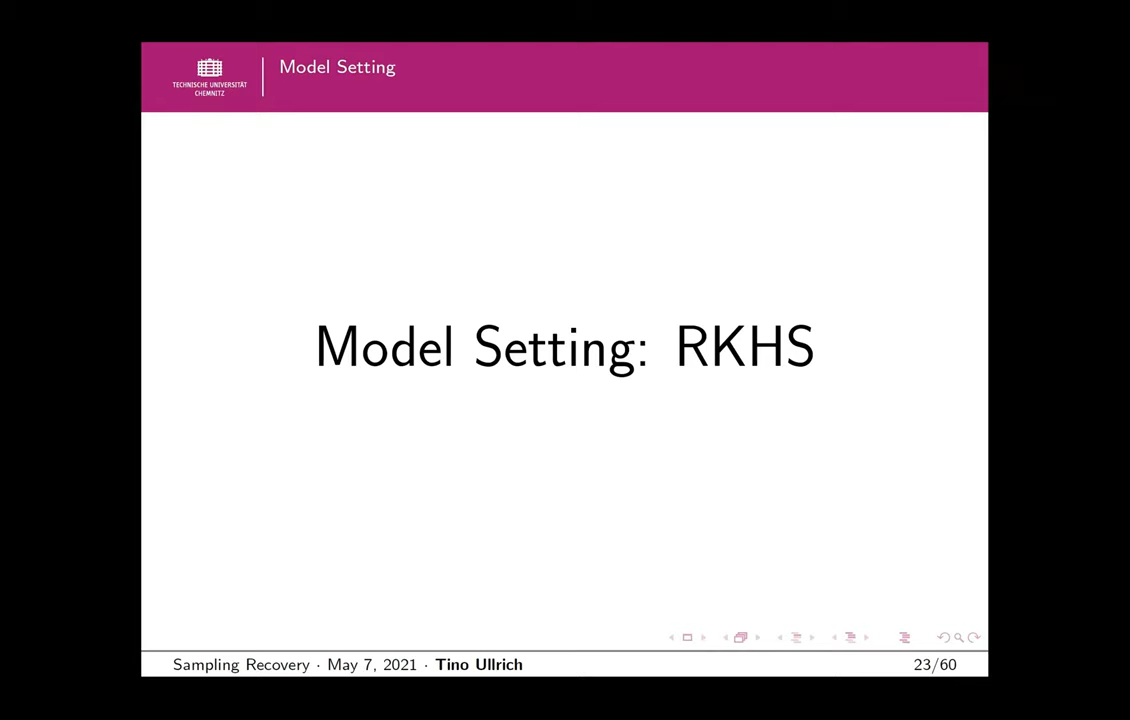 TECHNISCHE UNIVERSITÄT
CHEMNITZ
Model Setting
Model Setting: RKHS
Sampling Recovery · May 7, 2021 · Tino Ullrich
23/60